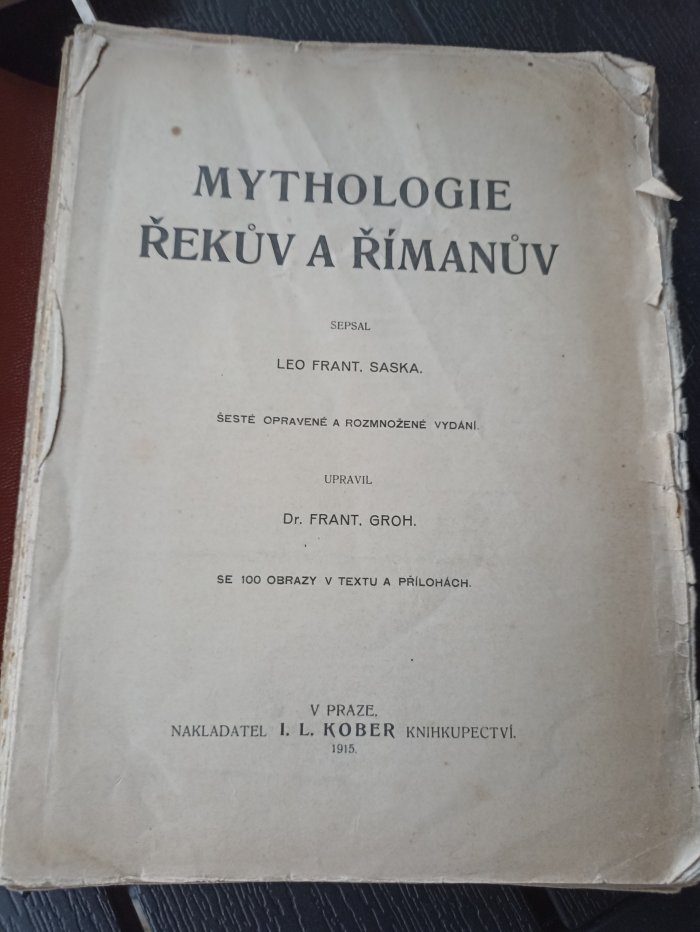 MYTHOLOGIE
ŘEKŮV A ŘÍMANŮV
SEPSAL
LEO FRANT. SASKA.
ŠESTÉ OPRAVENÉ A ROZMNOŽENÉ VYDÁNÍ.
UPRAVIL
Dr. FRANT. GROH.
SE 100 OBRAZY V TEXTU A PŘÍLOHÁCH.
V PRAZE.
NAKLADATEL I. L. KOBER KNIHKUPECTVÍ.
1915.